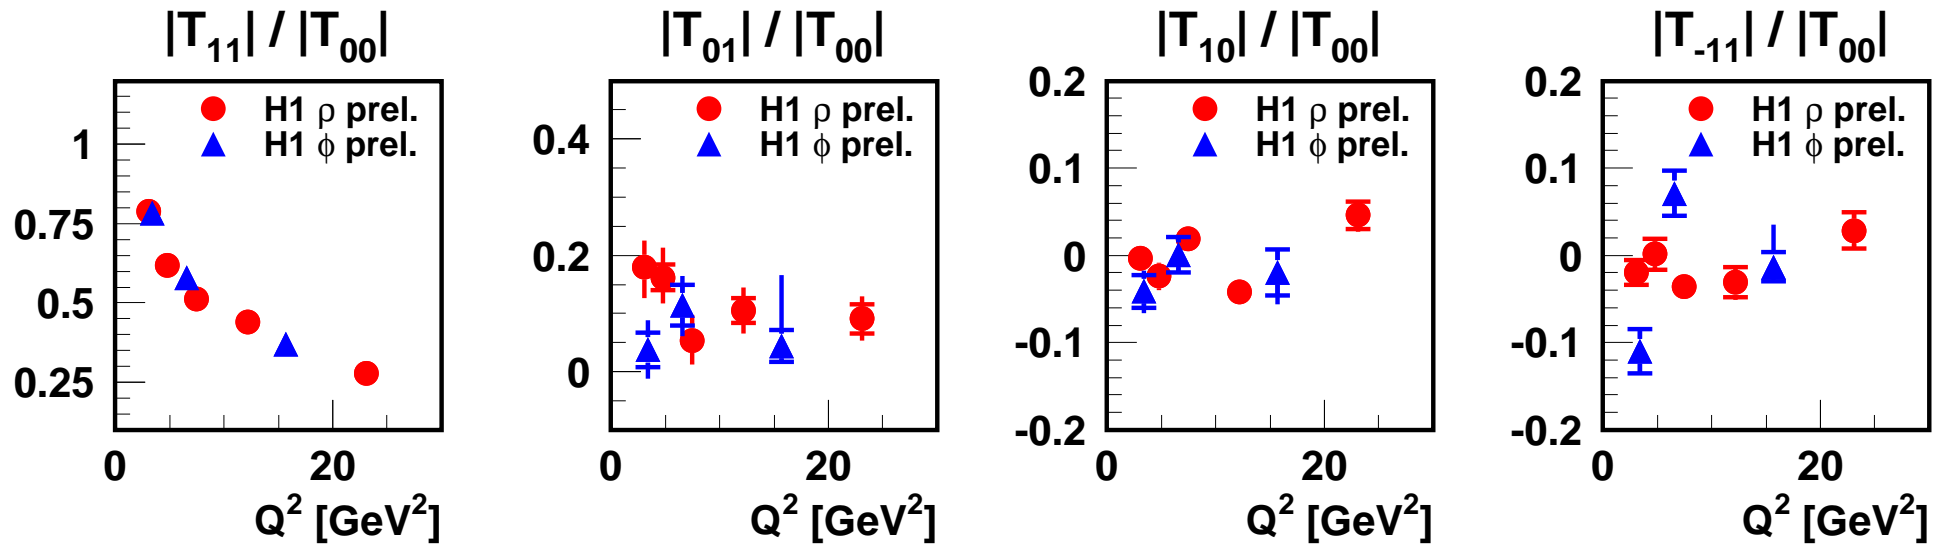 |T₁₁| / |T₀₀|
H1 ρ prel.
H1 ϕ prel.
1
0.75
0.5
0.25
0
20
Q² [GeV²]
|T₀₁| / |T₀₀|
H1 ρ prel.
H1 ϕ prel.
0.4
0.2
0
0
20
Q² [GeV²]
|T₁₀| / |T₀₀|
H1 ρ prel.
H1 ϕ prel.
0.2
0.1
0
-0.1
-0.2
0
20
Q² [GeV²]
|T₋₁₁| / |T₀₀|
H1 ρ prel.
H1 ϕ prel.
0.2
0.1
0
-0.1
-0.2
0
20
Q² [GeV²]